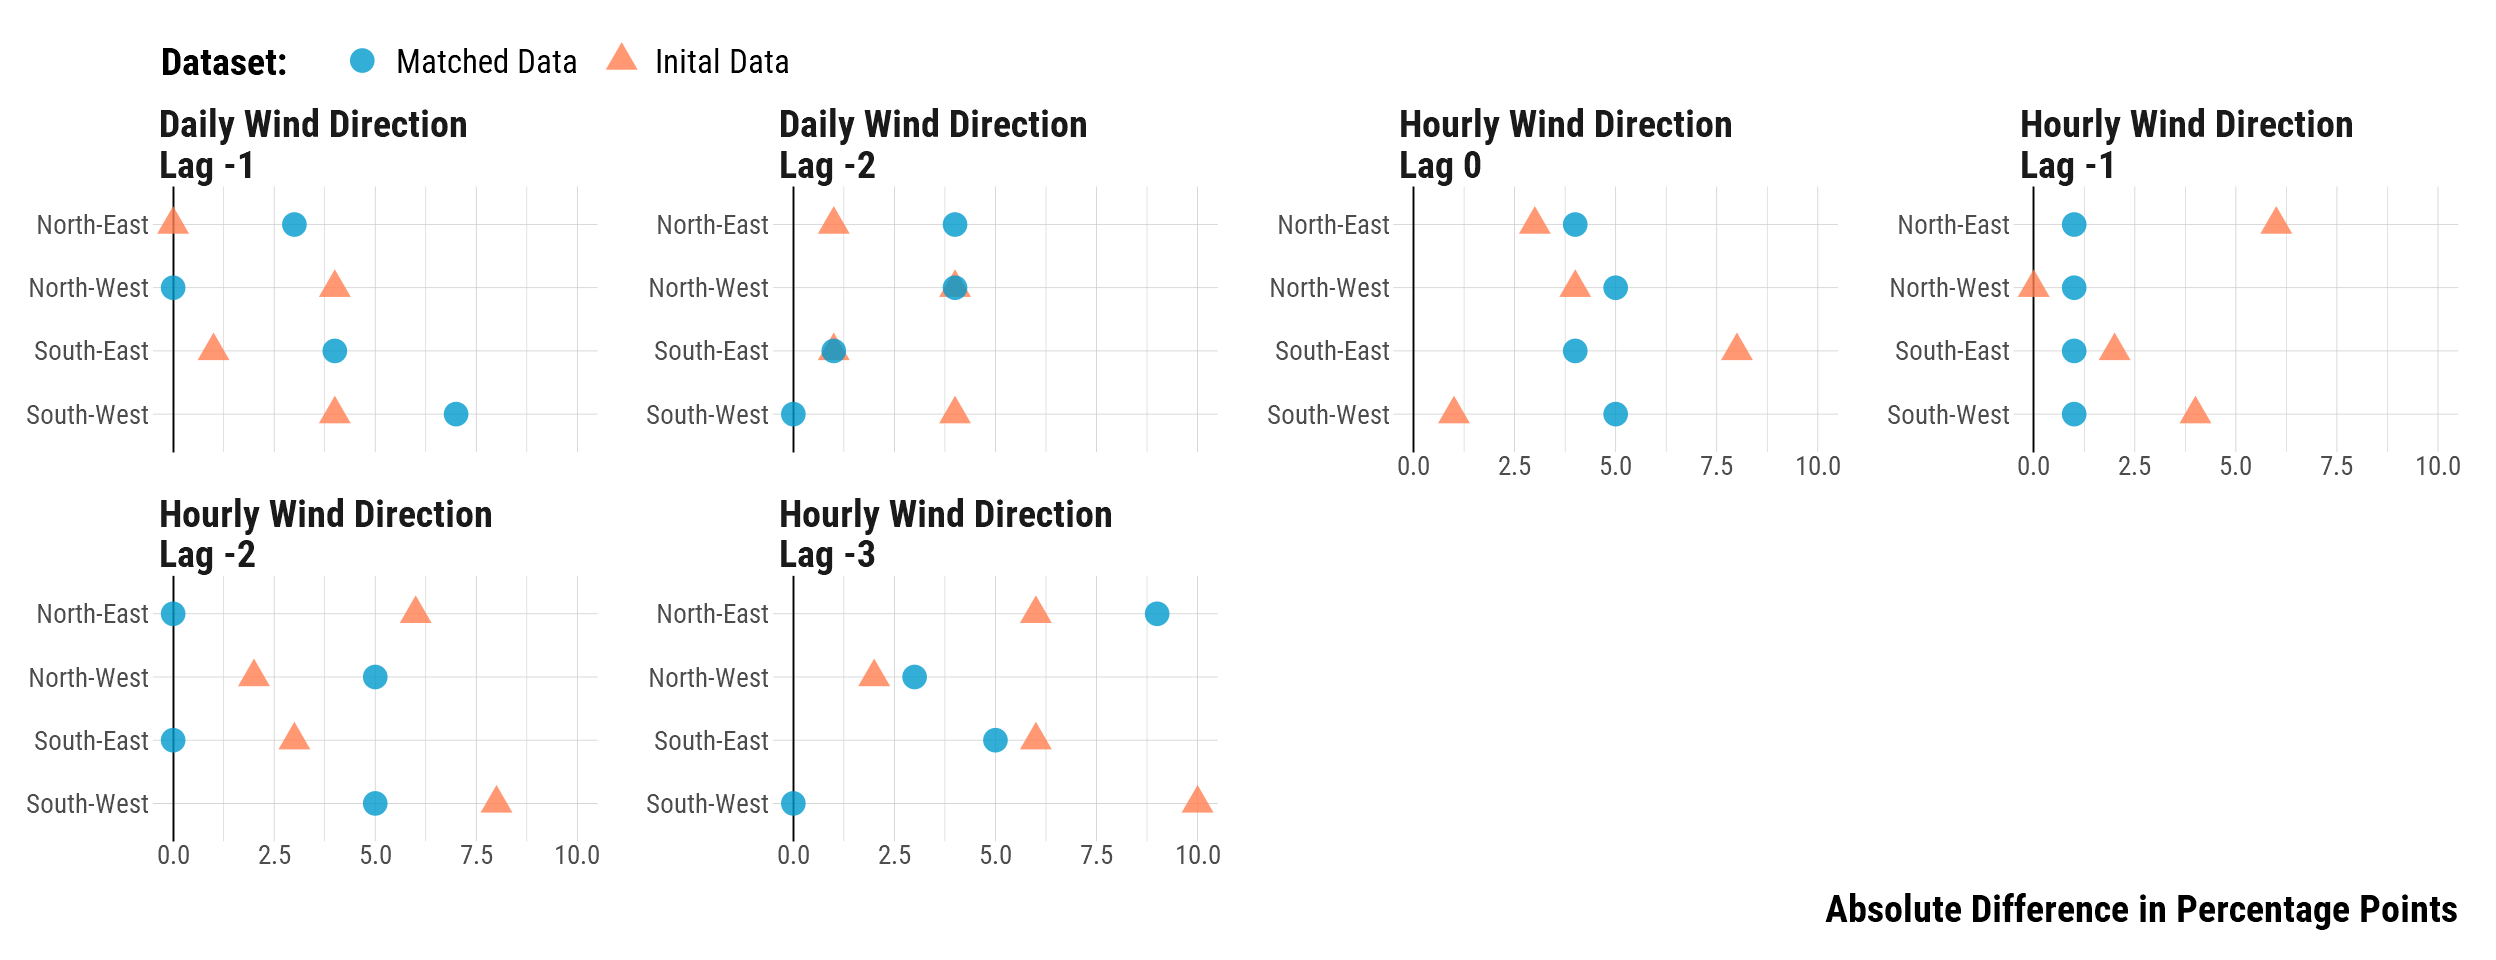 Dataset: Matched Data Inital Data
Daily Wind Direction
Lag -1
North-East
North-West
South-East
South-West
Daily Wind Direction
Lag -2
North-East
North-West
South-East
South-West
Hourly Wind Direction
Lag 0
North-East
North-West
South-East
South-West
0.0 2.5 5.0 7.5 10.0
Hourly Wind Direction
Lag -1
North-East
North-West
South-East
South-West
0.0 2.5 5.0 7.5 10.0
Hourly Wind Direction
Lag -2
North-East
North-West
South-East
South-West
0.0 2.5 5.0 7.5 10.0
Hourly Wind Direction
Lag -3
North-East
North-West
South-East
South-West
0.0 2.5 5.0 7.5 10.0
Absolute Difference in Percentage Points